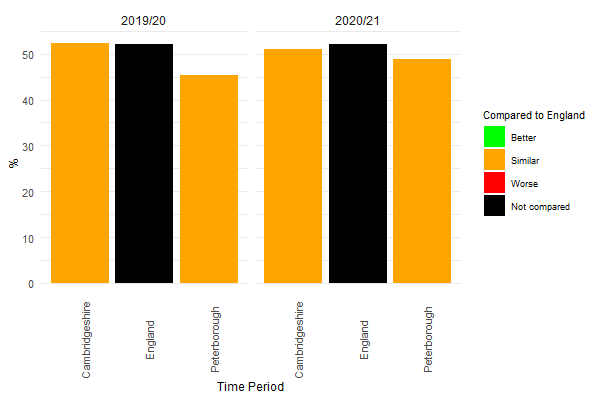 2019/20
2020/21
50
40
30
20
10
0
%
Cambridgeshire
England
Peterborough
Cambridgeshire
England
Peterborough
Time Period
Compared to England
Better
Similar
Worse
Not compared